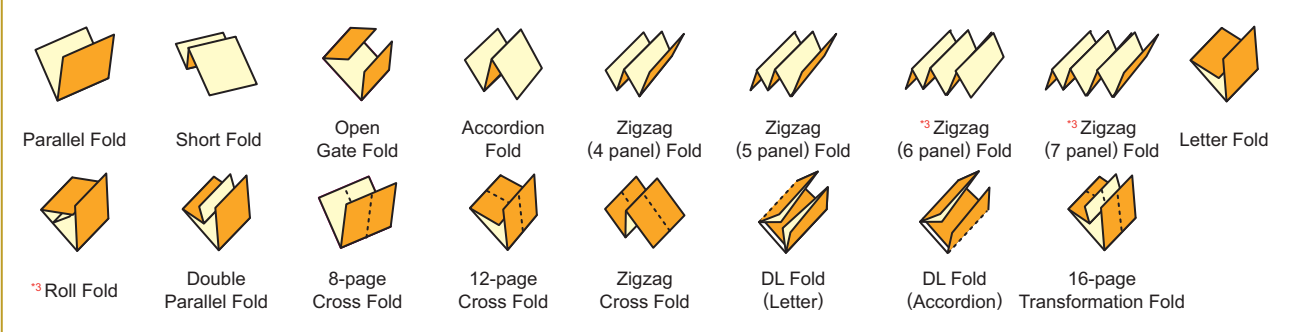 Parallel Fold
Short Fold
Open
Gate Fold
Accordion
Fold
Zigzag
(4 panel) Fold
Zigzag
(5 panel) Fold
*3 Zigzag
(6 panel) Fold
*3 Zigzag
(7 panel) Fold
Letter Fold
*3 Roll Fold
Double
Parallel Fold
8-page
Cross Fold
12-page
Cross Fold
Zigzag
Cross Fold
DL Fold
(Letter)
DL Fold
(Accordion)
16-page
Transformation Fold